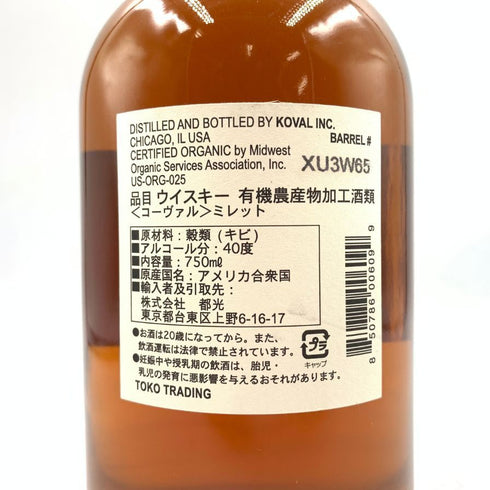 DISTILLED AND BOTTLED BY KOVAL INC.
CHICAGO, IL USA
BARREL #
CERTIFIED ORGANIC by Midwest
Organic Services Association, Inc.
XU3W65
US-ORG-025
品目 ウイスキー 有機農産物加工酒類
<コーヴァル>ミレット
■原材料：穀類（キビ）
■アルコール分：40度
■内容量：750mℓ
■原産国名：アメリカ合衆国
■輸入者及引取先：
株式会社 都光
東京都台東区上野6-16-17
●お酒は20歳になってから。また、
飲酒運転は法律で禁止されています。
●妊娠中や授乳期の飲酒は、胎児・
乳児の発育に悪影響を与えるおそれがあります。
TOKO TRADING
プラ
キャップ
8 50786 00609 9